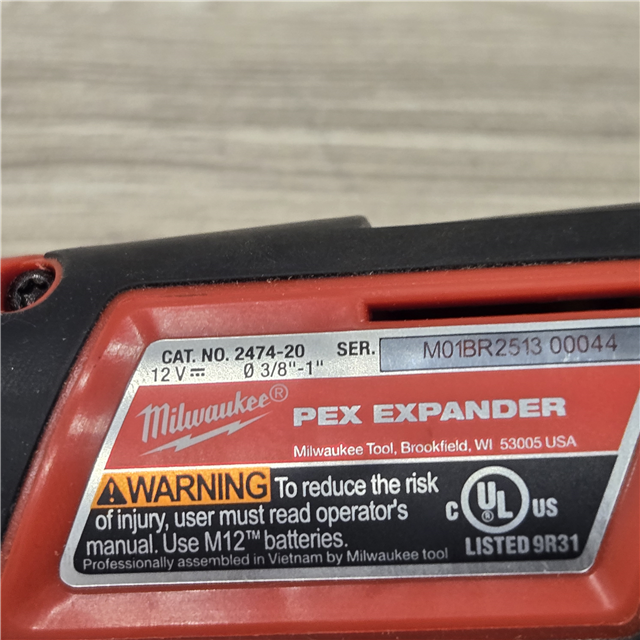 CAT. NO. 2474-20 SER. M01BR2513 00044
12 V⎓ Ø 3/8"-1"
Milwaukee® PEX EXPANDER
Milwaukee Tool, Brookfield, WI 53005 USA
⚠WARNING To reduce the risk
of injury, user must read operator's
manual. Use M12™ batteries.
Professionally assembled in Vietnam by Milwaukee tool
C UL® US
LISTED 9R31